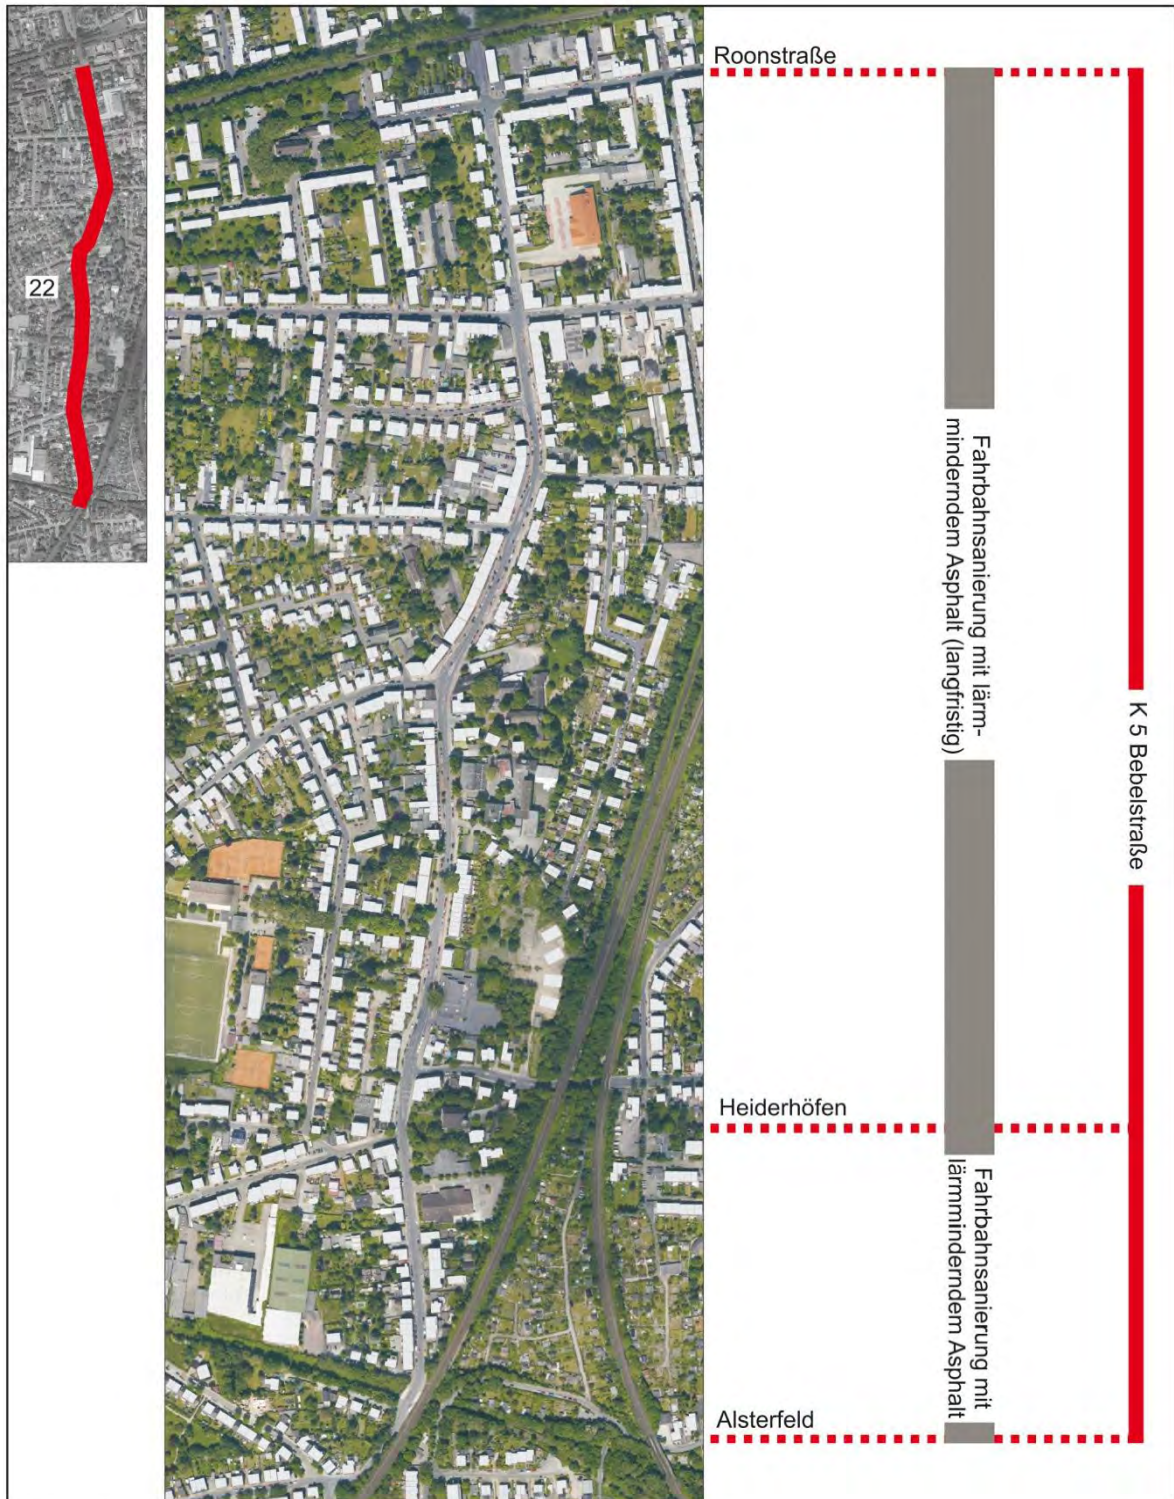 Roonstraße
22
Fahrbahnsanierung mit lärm-
minderndem Asphalt (langfristig)
K 5 Bebelstraße
Heiderhöfen
Fahrbahnsanierung mit
lärmminderndem Asphalt
Alsterfeld